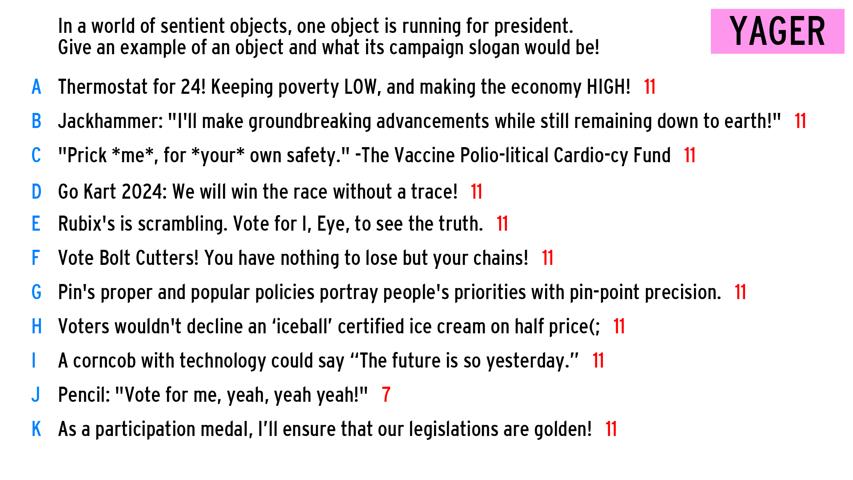 In a world of sentient objects, one object is running for president.
Give an example of an object and what its campaign slogan would be!
YAGER
A Thermostat for 24! Keeping poverty LOW, and making the economy HIGH! 11
B Jackhammer: "I'll make groundbreaking advancements while still remaining down to earth!" 11
C "Prick *me*, for *your* own safety." -The Vaccine Polio-litical Cardio-cy Fund 11
D Go Kart 2024: We will win the race without a trace! 11
E Rubix's is scrambling. Vote for I, Eye, to see the truth. 11
F Vote Bolt Cutters! You have nothing to lose but your chains! 11
G Pin's proper and popular policies portray people's priorities with pin-point precision. 11
H Voters wouldn't decline an ‘iceball’ certified ice cream on half price(; 11
I A corncob with technology could say “The future is so yesterday.” 11
J Pencil: "Vote for me, yeah, yeah yeah!" 7
K As a participation medal, I’ll ensure that our legislations are golden! 11